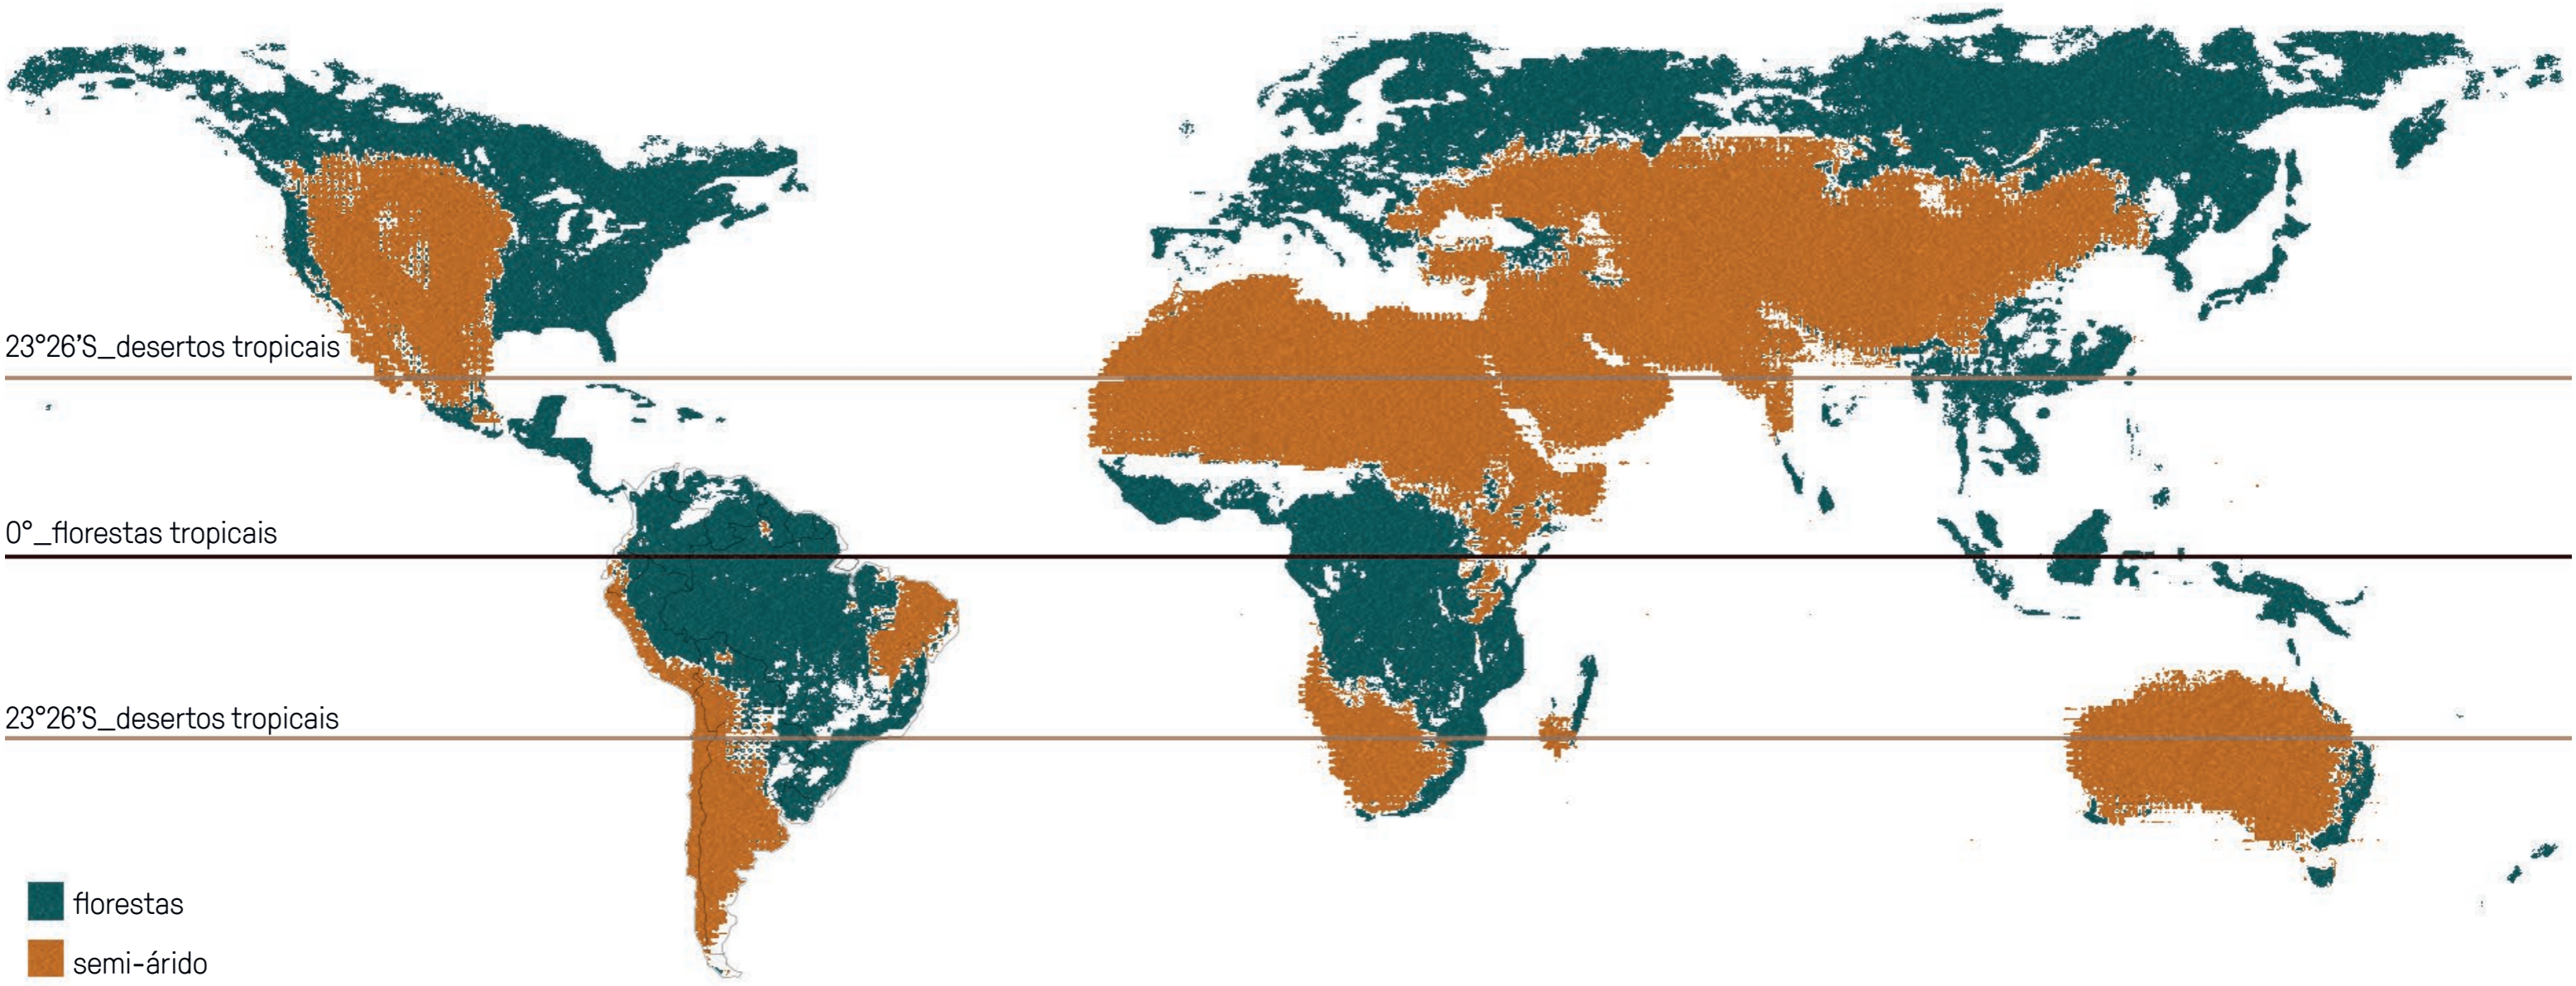 23°26’S_desertos tropicais
0°_florestas tropicais
23°26’S_desertos tropicais
florestas
semi-árido